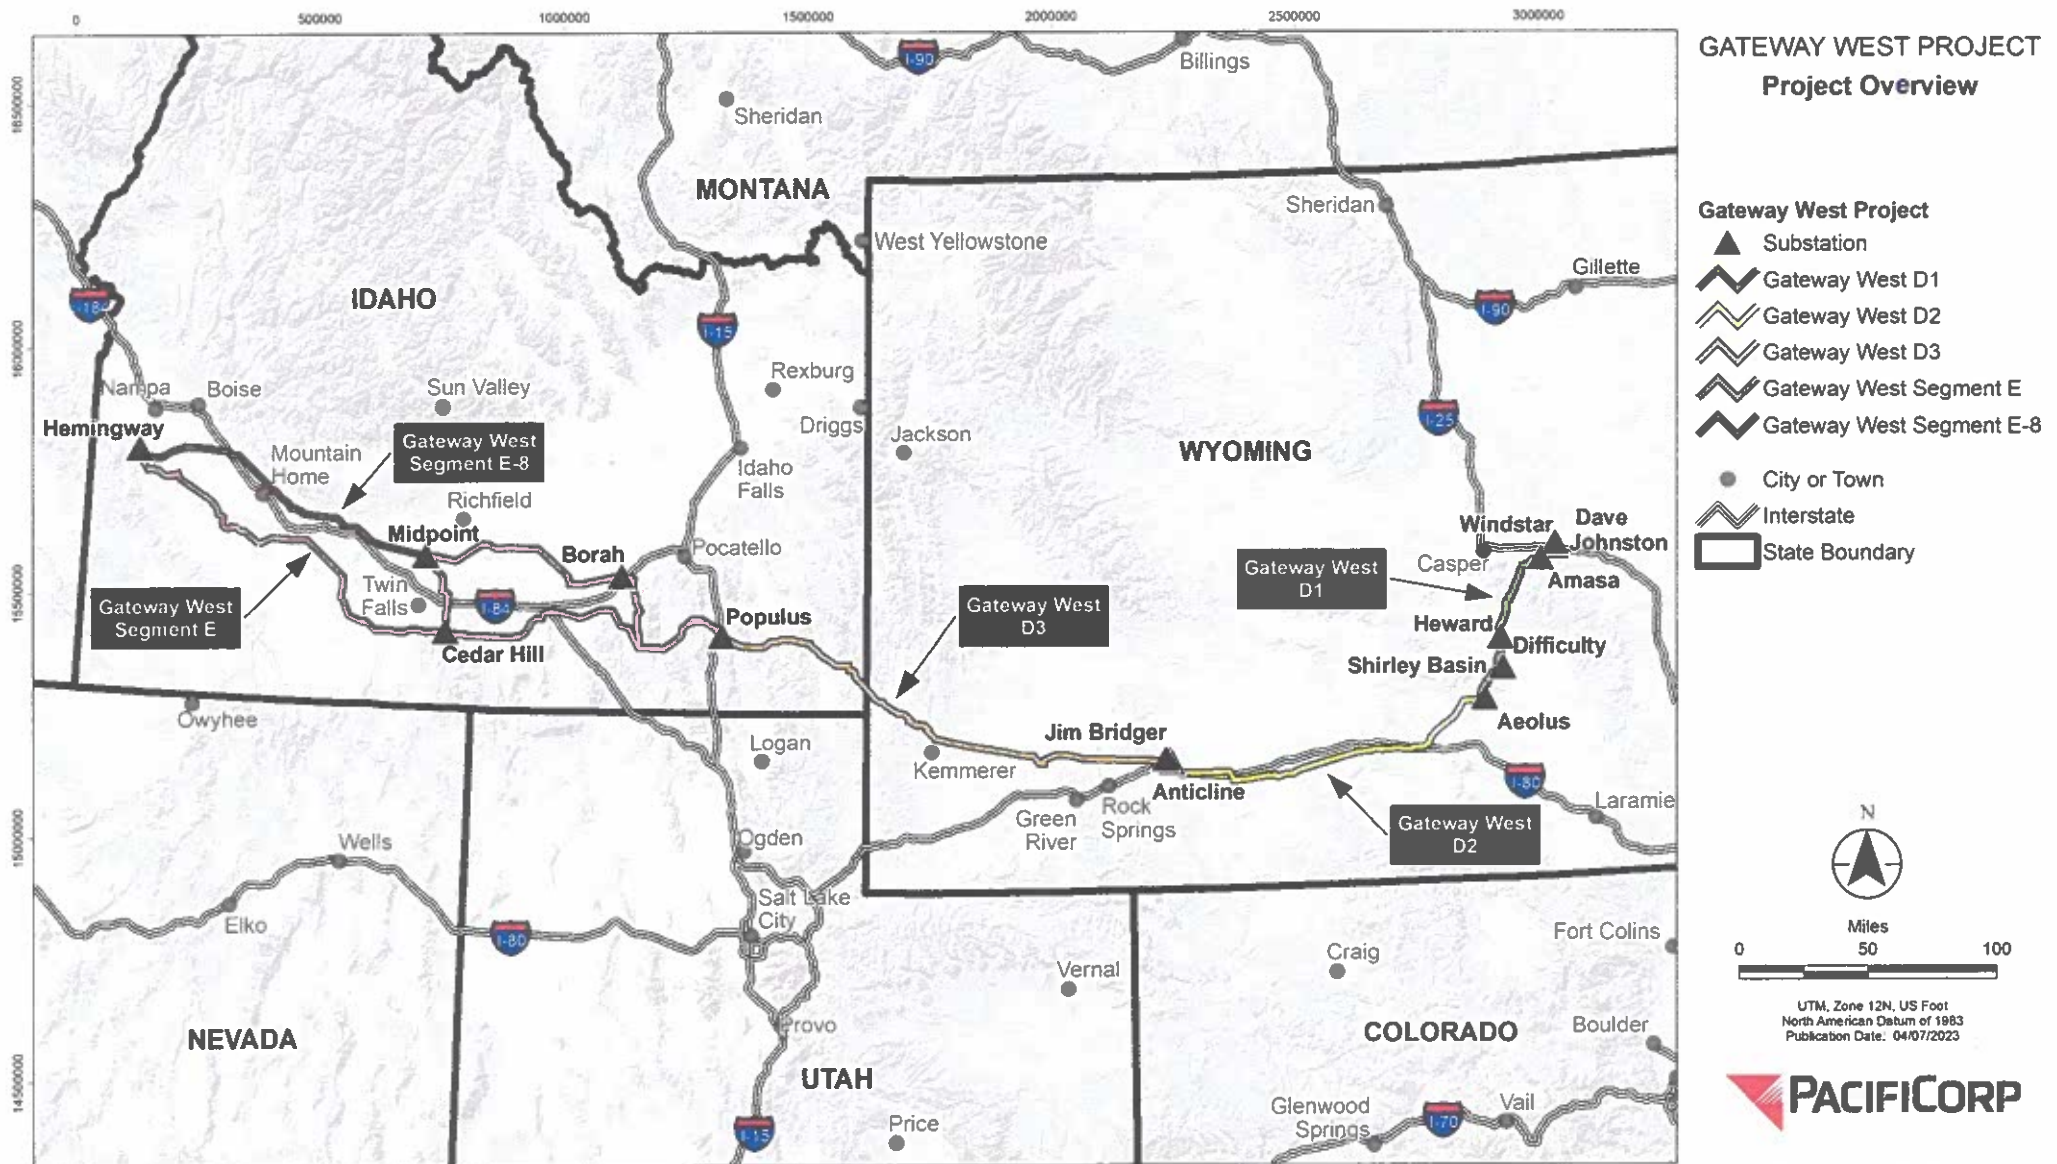 0 500000 1000000 1500000 2000000 2500000 3000000
16500000
16000000
15500000
15000000
14500000
GATEWAY WEST PROJECT
Project Overview
Gateway West Project
Substation
Gateway West D1
Gateway West D2
Gateway West D3
Gateway West Segment E
Gateway West Segment E-8
City or Town
Interstate
State Boundary
I-90
Billings
Sheridan
MONTANA
West Yellowstone
Sheridan
Gillette
I-90
I-84
IDAHO
I-15
Rexburg
Driggs
Nampa
Boise
Sun Valley
Hemingway
Gateway West
Segment E-8
Mountain
Home
Richfield
Idaho
Falls
Jackson
WYOMING
I-25
Midpoint
Borah
Pocatello
Windstar
Dave
Johnston
Casper
Amasa
Gateway West
D1
Gateway West
Segment E
Twin
Falls
I-84
Populus
Gateway West
D3
Heward
Difficulty
Cedar Hill
Shirley Basin
Aeolus
Owyhee
Logan
Jim Bridger
Kemmerer
Anticline
I-80
Laramie
Green
River
Rock
Springs
Gateway West
D2
Wells
Ogden
Elko
Salt Lake
City
I-80
Vernal
Craig
Fort Colins
NEVADA
Provo
COLORADO
Boulder
UTAH
Price
Glenwood
Springs
I-70
Vail
I-15
N
Miles
0 50 100
UTM, Zone 12N, US Foot
North American Datum of 1983
Publication Date: 04/07/2023
PACIFICORP